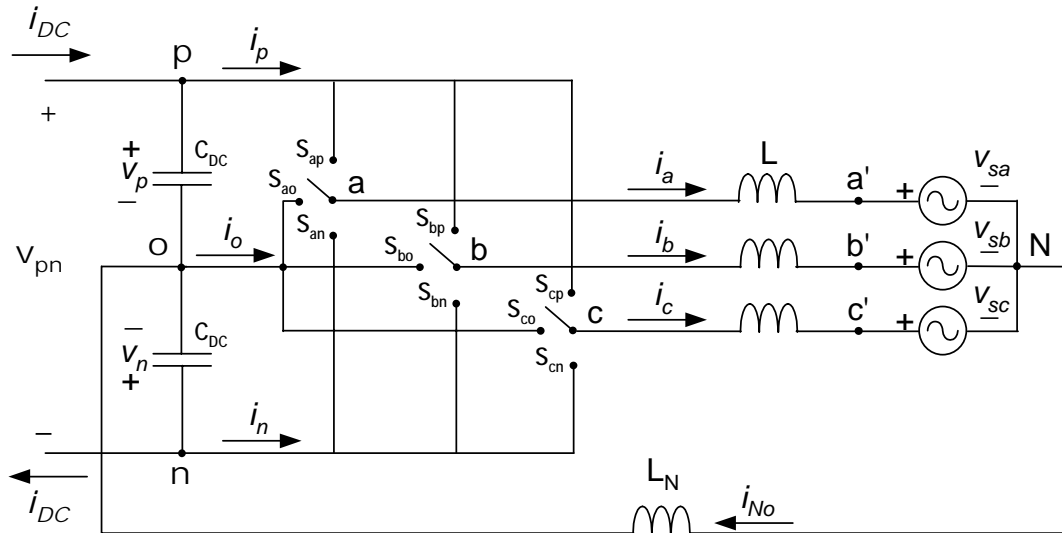 i_DC
p
i_p
+
+
v_p
−
C_DC
S_ap
S_ao
a
S_an
i_a
L
a'
+
v_sa
−
o
i_o
S_bp
S_bo
b
S_bn
i_b
b'
+
v_sb
−
N
v_pn
S_cp
S_co
c
S_cn
i_c
c'
+
v_sc
−
−
v_n
+
C_DC
−
n
i_n
i_DC
L_N
i_No